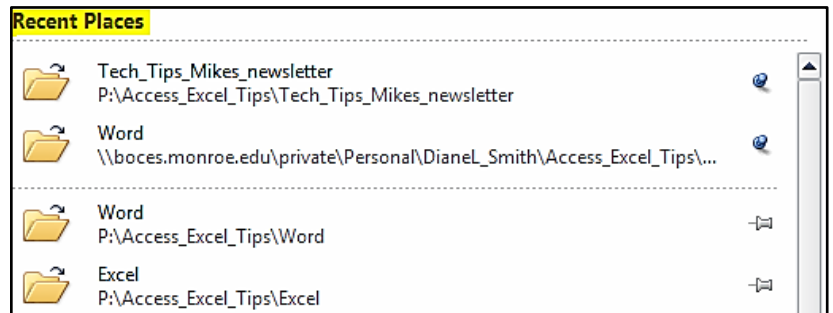 Recent Places
Tech_Tips_Mikes_newsletter
P:\Access_Excel_Tips\Tech_Tips_Mikes_newsletter
Word
\\boces.monroe.edu\private\Personal\DianeL_Smith\Access_Excel_Tips\...
Word
P:\Access_Excel_Tips\Word
Excel
P:\Access_Excel_Tips\Excel